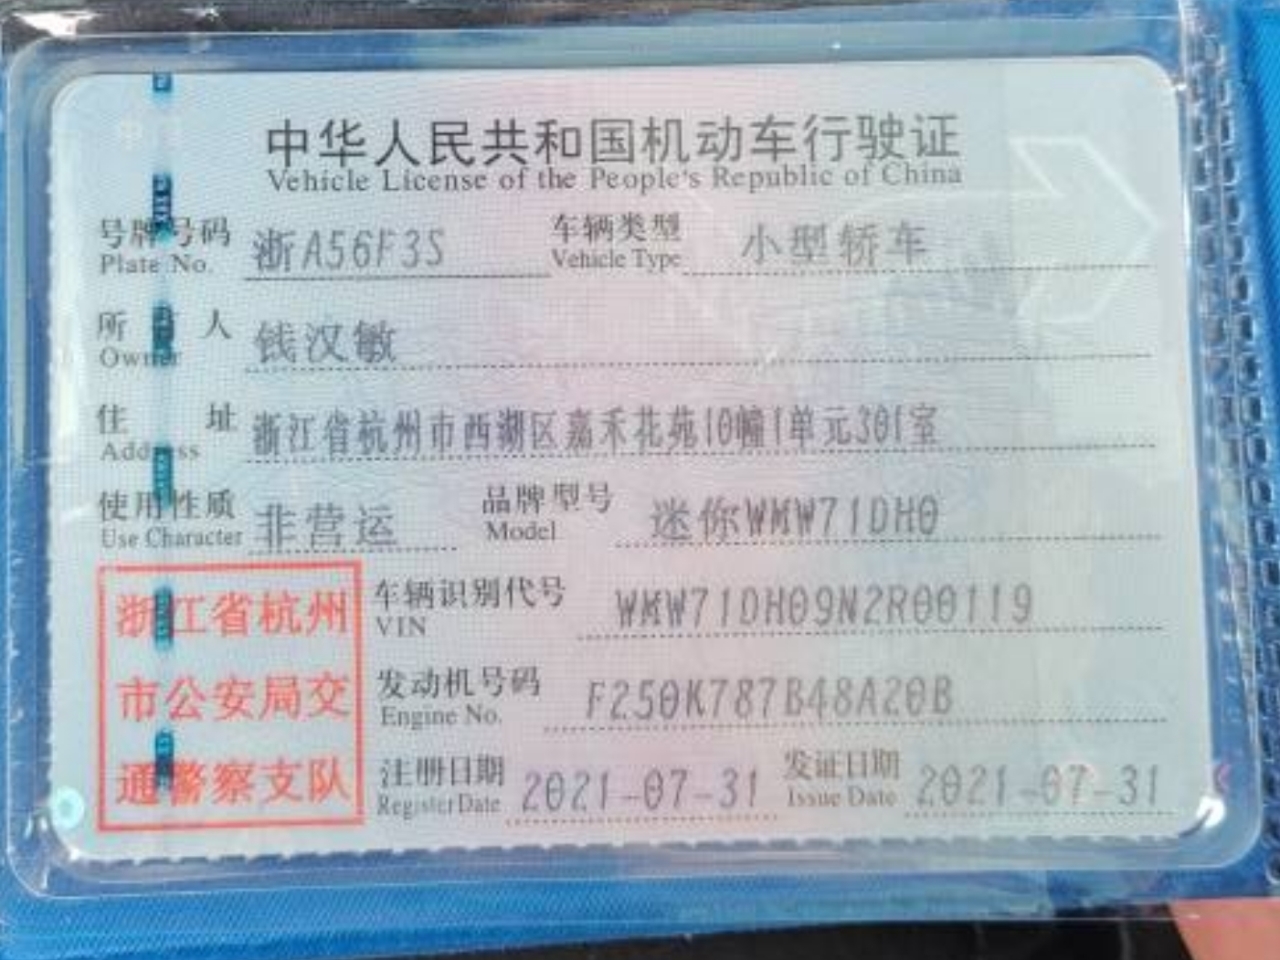 中华人民共和国机动车行驶证
Vehicle License of the People's Republic of China
号牌号码 浙A56F3S 车辆类型 小型轿车
Plate No. Vehicle Type
所 人 钱汉敏
Owner
住 址 浙江省杭州市西湖区嘉禾花苑10幢1单元301室
Address
使用性质 非营运 品牌型号 迷你WMW71DH0
Use Character Model
浙江省杭州 车辆识别代号 WMW71DH09N2R00119
VIN
市公安局交 发动机号码 F250K787B48A20B
Engine No.
通警察支队 注册日期 2021-07-31 发证日期 2021-07-31
Register Date Issue Date